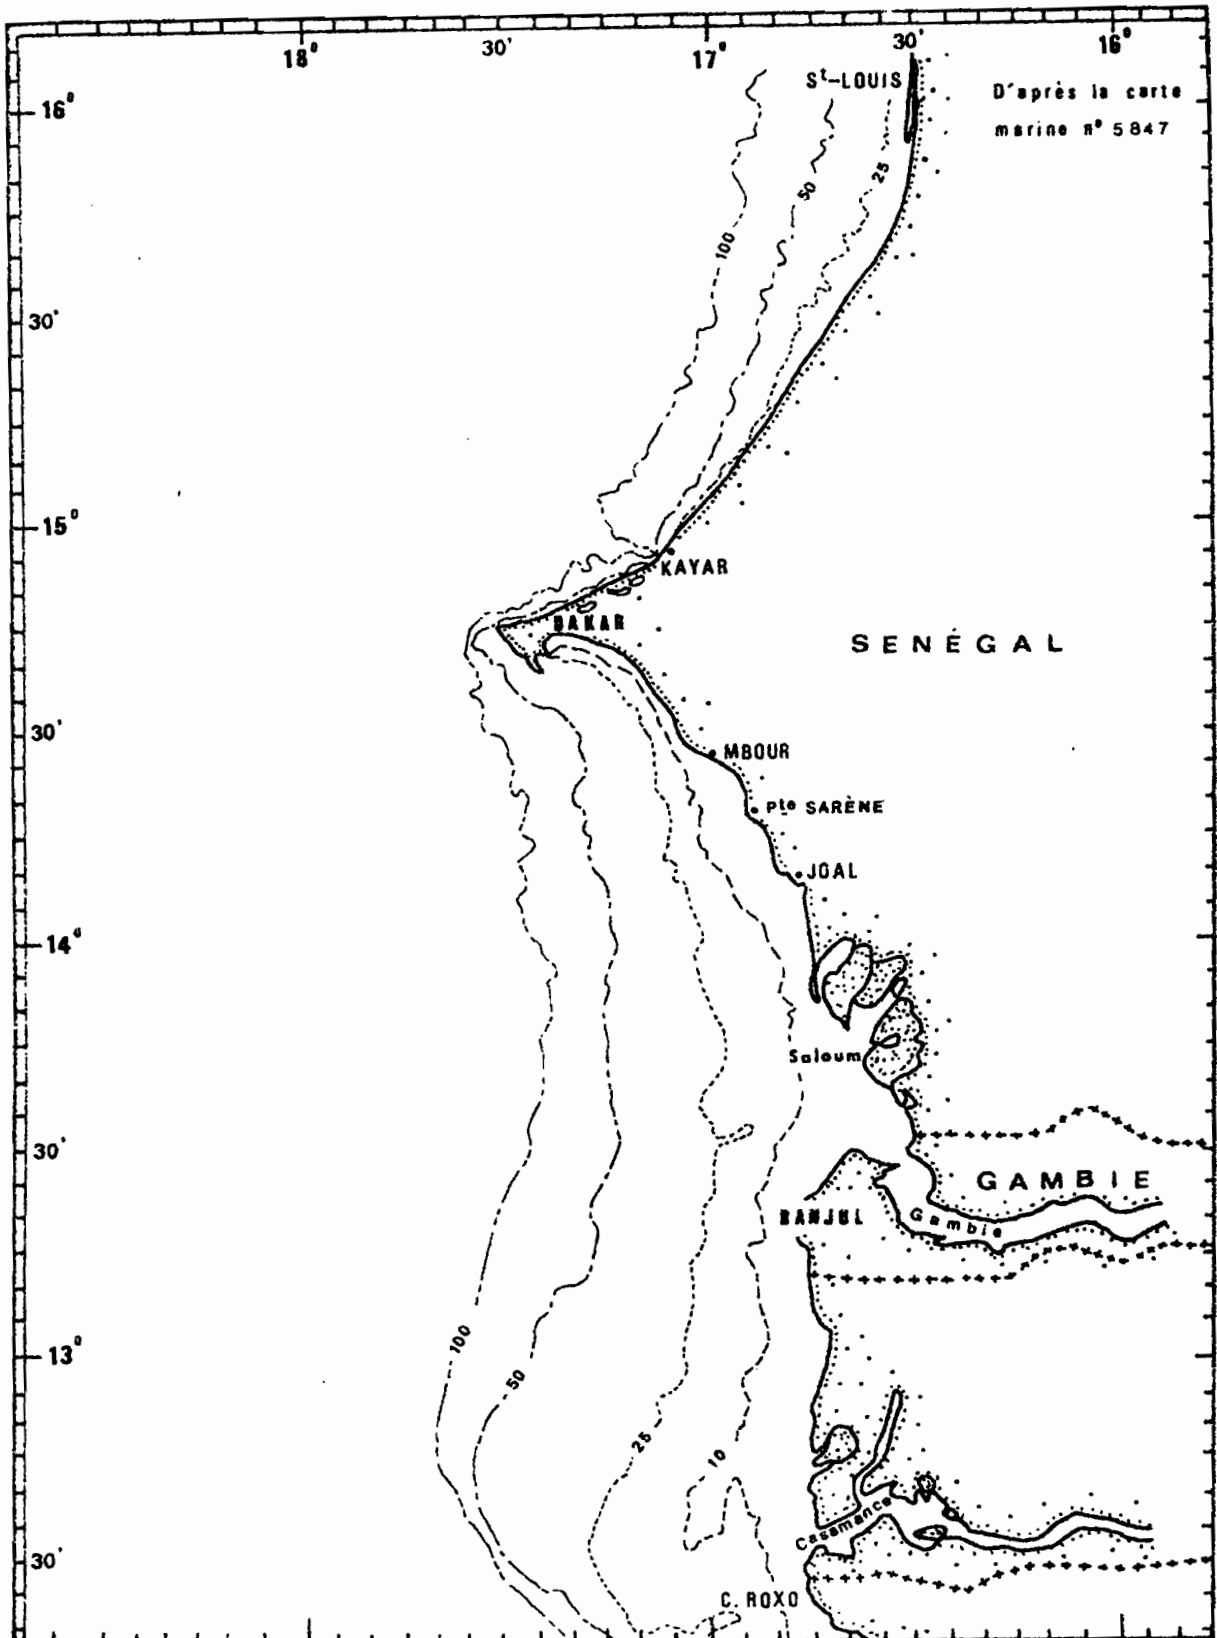 18° 30' 17° 30' 16°
St-LOUIS
D'après la carte
marine n° 5847
16°
25
50
100
30'
15°
KAYAR
DAKAR
SENÉGAL
30'
MBOUR
Pte SARÈNE
JOAL
14°
Saloum
30'
GAMBIE
BANJUL
Gambie
13°
100
50
25
10
Casamance
30'
C. ROXO